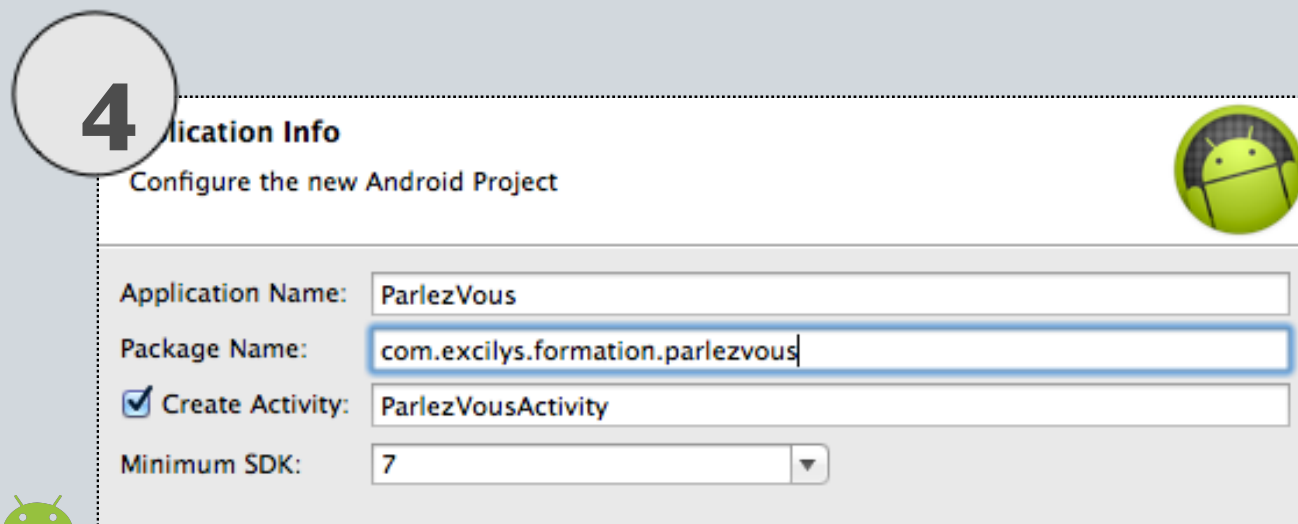 4
lication Info
Configure the new Android Project
Application Name: ParlezVous
Package Name: com.excilys.formation.parlezvous
Create Activity: ParlezVousActivity
Minimum SDK: 7